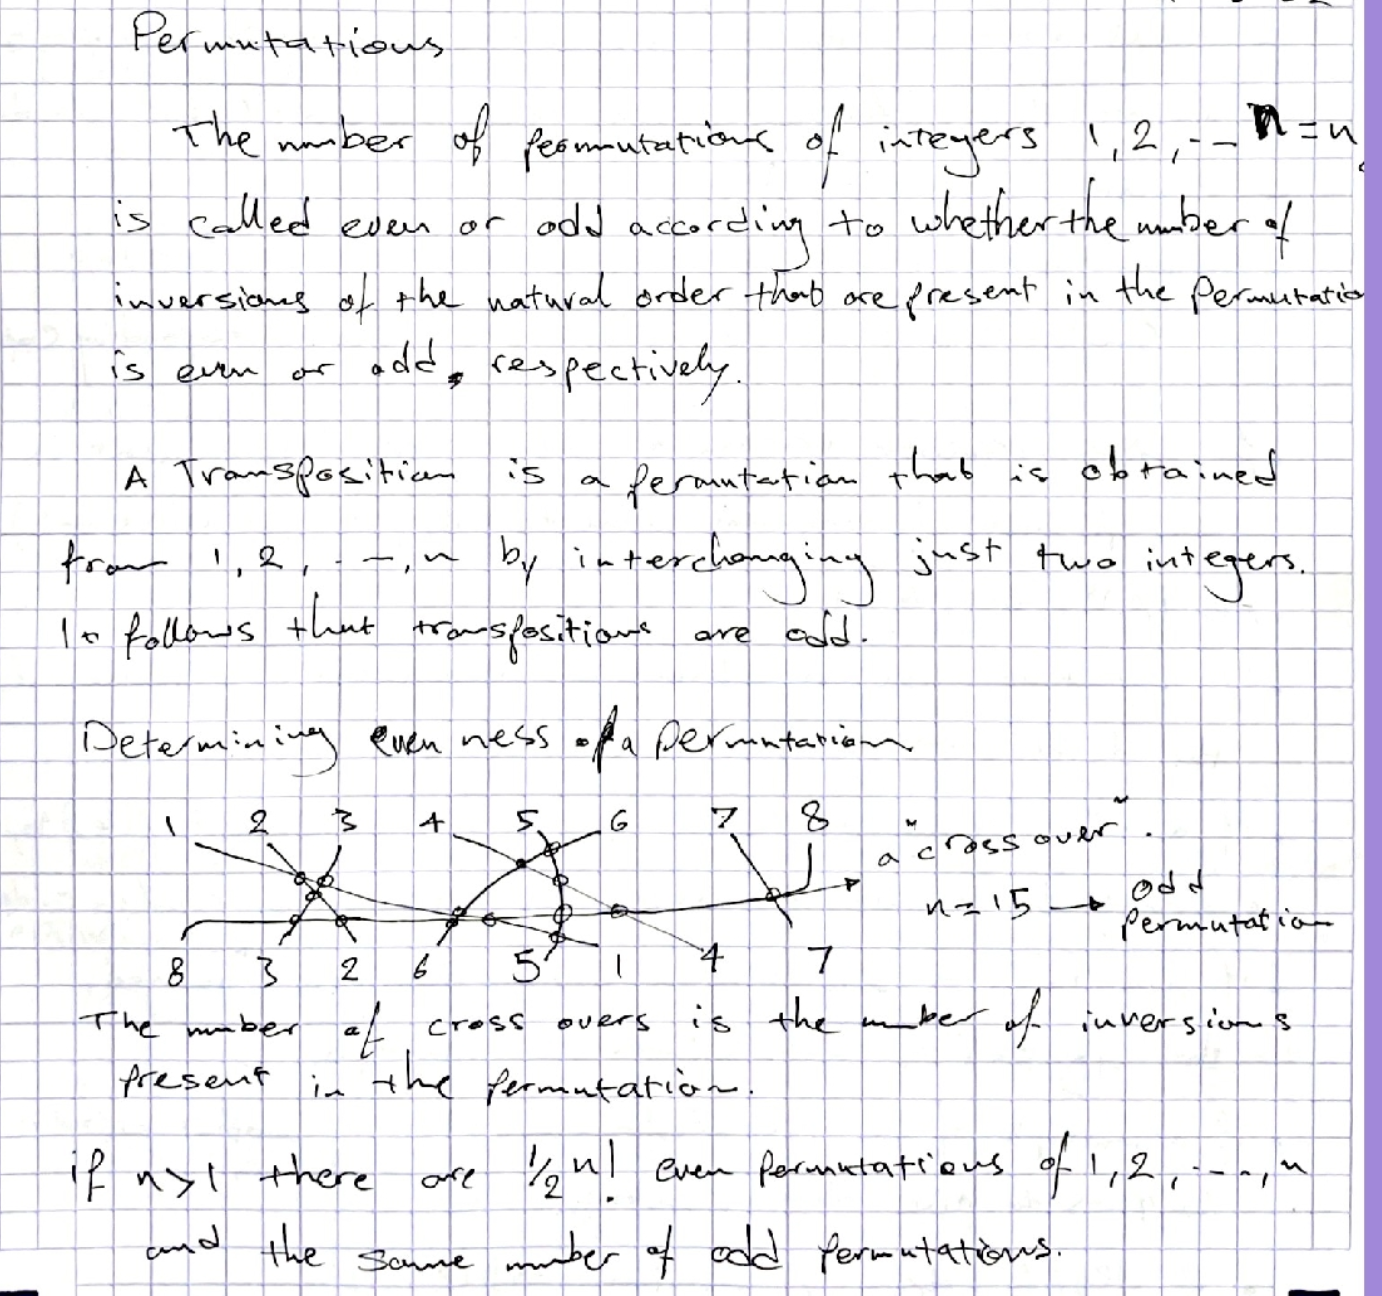 Permutations
The number of permutations of integers 1, 2, -- n = n
is called even or odd according to whether the number of
inversions of the natural order that are present in the Permutatio
is even or odd, respectively.
A Transposition is a permutation that is obtained
from 1, 2, - --, n by interchanging just two integers.
It follows that transpositions are odd.
Determining evenness of a permutation
1 2 3 4 5 6 7 8
a "cross over".
n=15 → odd
Permutation
8 3 2 6 5 1 4 7
The number of cross overs is the number of inversions
present in the permutation.
if n>1 there are 1/2 n! even Permutations of 1, 2, ---, n
and the same number of odd permutations.